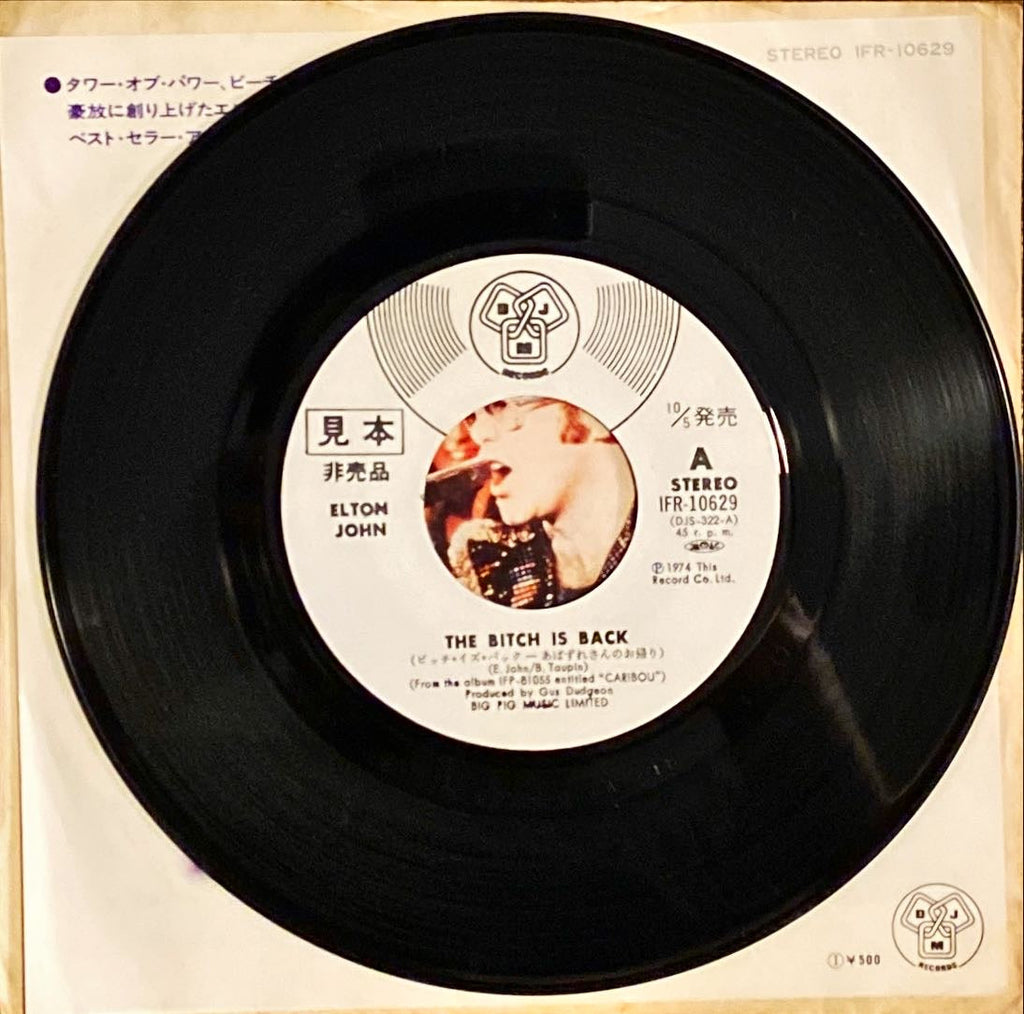 STEREO IFR-10629
●タワー・オブ・パワー、ビーチ
豪放に創り上げたエ
ベスト・セラー・ア
DJM
RECORDS
見本
非売品
ELTON
JOHN
10/5発売
A
STEREO
IFR-10629
(DJS-322-A)
45 r. p. m.
Ⓟ1974 This
Record Co. Ltd.
THE BITCH IS BACK
(ビッチ・イズ・バック ー あばずれさんのお帰り)
(E. John/B. Taupin)
(From the album IFP-81055 entitled "CARIBOU")
Produced by Gus Dudgeon
BIG PIG MUSIC LIMITED
①¥500
DJM
RECORDS